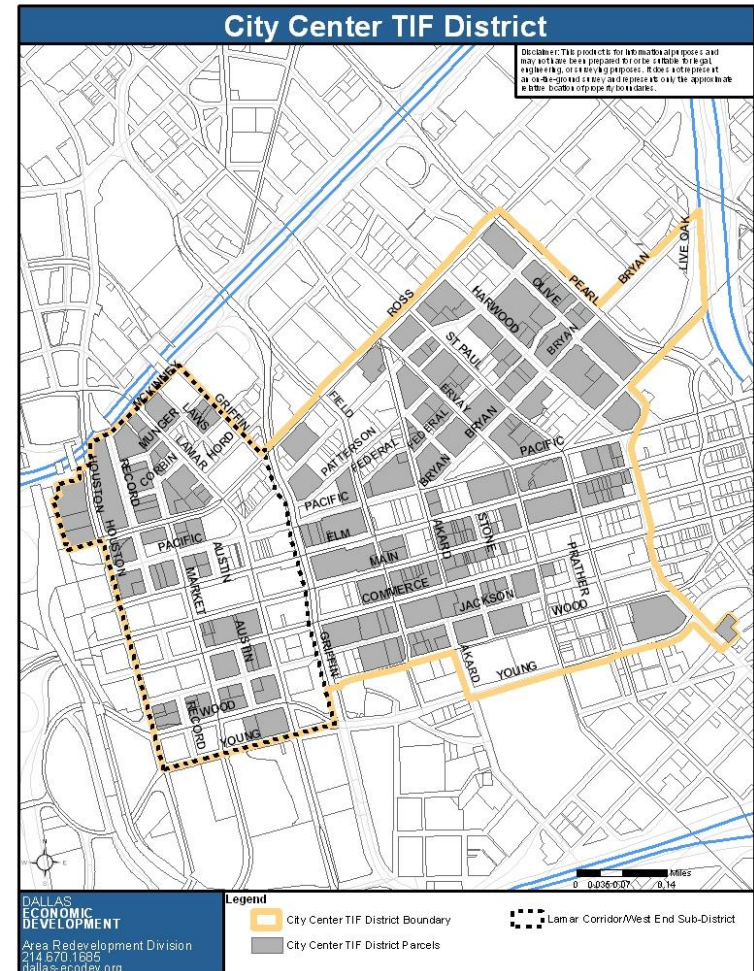 City Center TIF District
Disclaimer: This product is for informational purposes and
may not have been prepared for or be suitable for legal,
engineering, or surveying purposes. It does not represent
an on-the-ground survey and represents only the approximate
relative location of property boundaries.
LIVE OAK
BRYAN
PEARL
OLIVE
ROSS
HARWOOD
BRYAN
ST PAUL
MCKINNEY
GRIFFIN
FIELD
ERVAY
LAWS
MUNGER
HORD
LAMAR
PATTERSON
FEDERAL
FEDERAL
BRYAN
BRYAN
PACIFIC
CORBIN
RECORD
HOUSTON
PACIFIC
HOUSTON
PACIFIC
AUSTIN
ELM
MAIN
AKARD
STONE
PRATHER
MARKET
COMMERCE
JACKSON
WOOD
AUSTIN
GRIFFIN
AKARD
YOUNG
WOOD
RECORD
YOUNG
N
W E
S
Miles
0 0.035 0.07 0.14
DALLAS
ECONOMIC
DEVELOPMENT
Area Redevelopment Division
214.670.1685
dallas-ecodev.org
Legend
City Center TIF District Boundary
City Center TIF District Parcels
Lamar Corridor/West End Sub-District